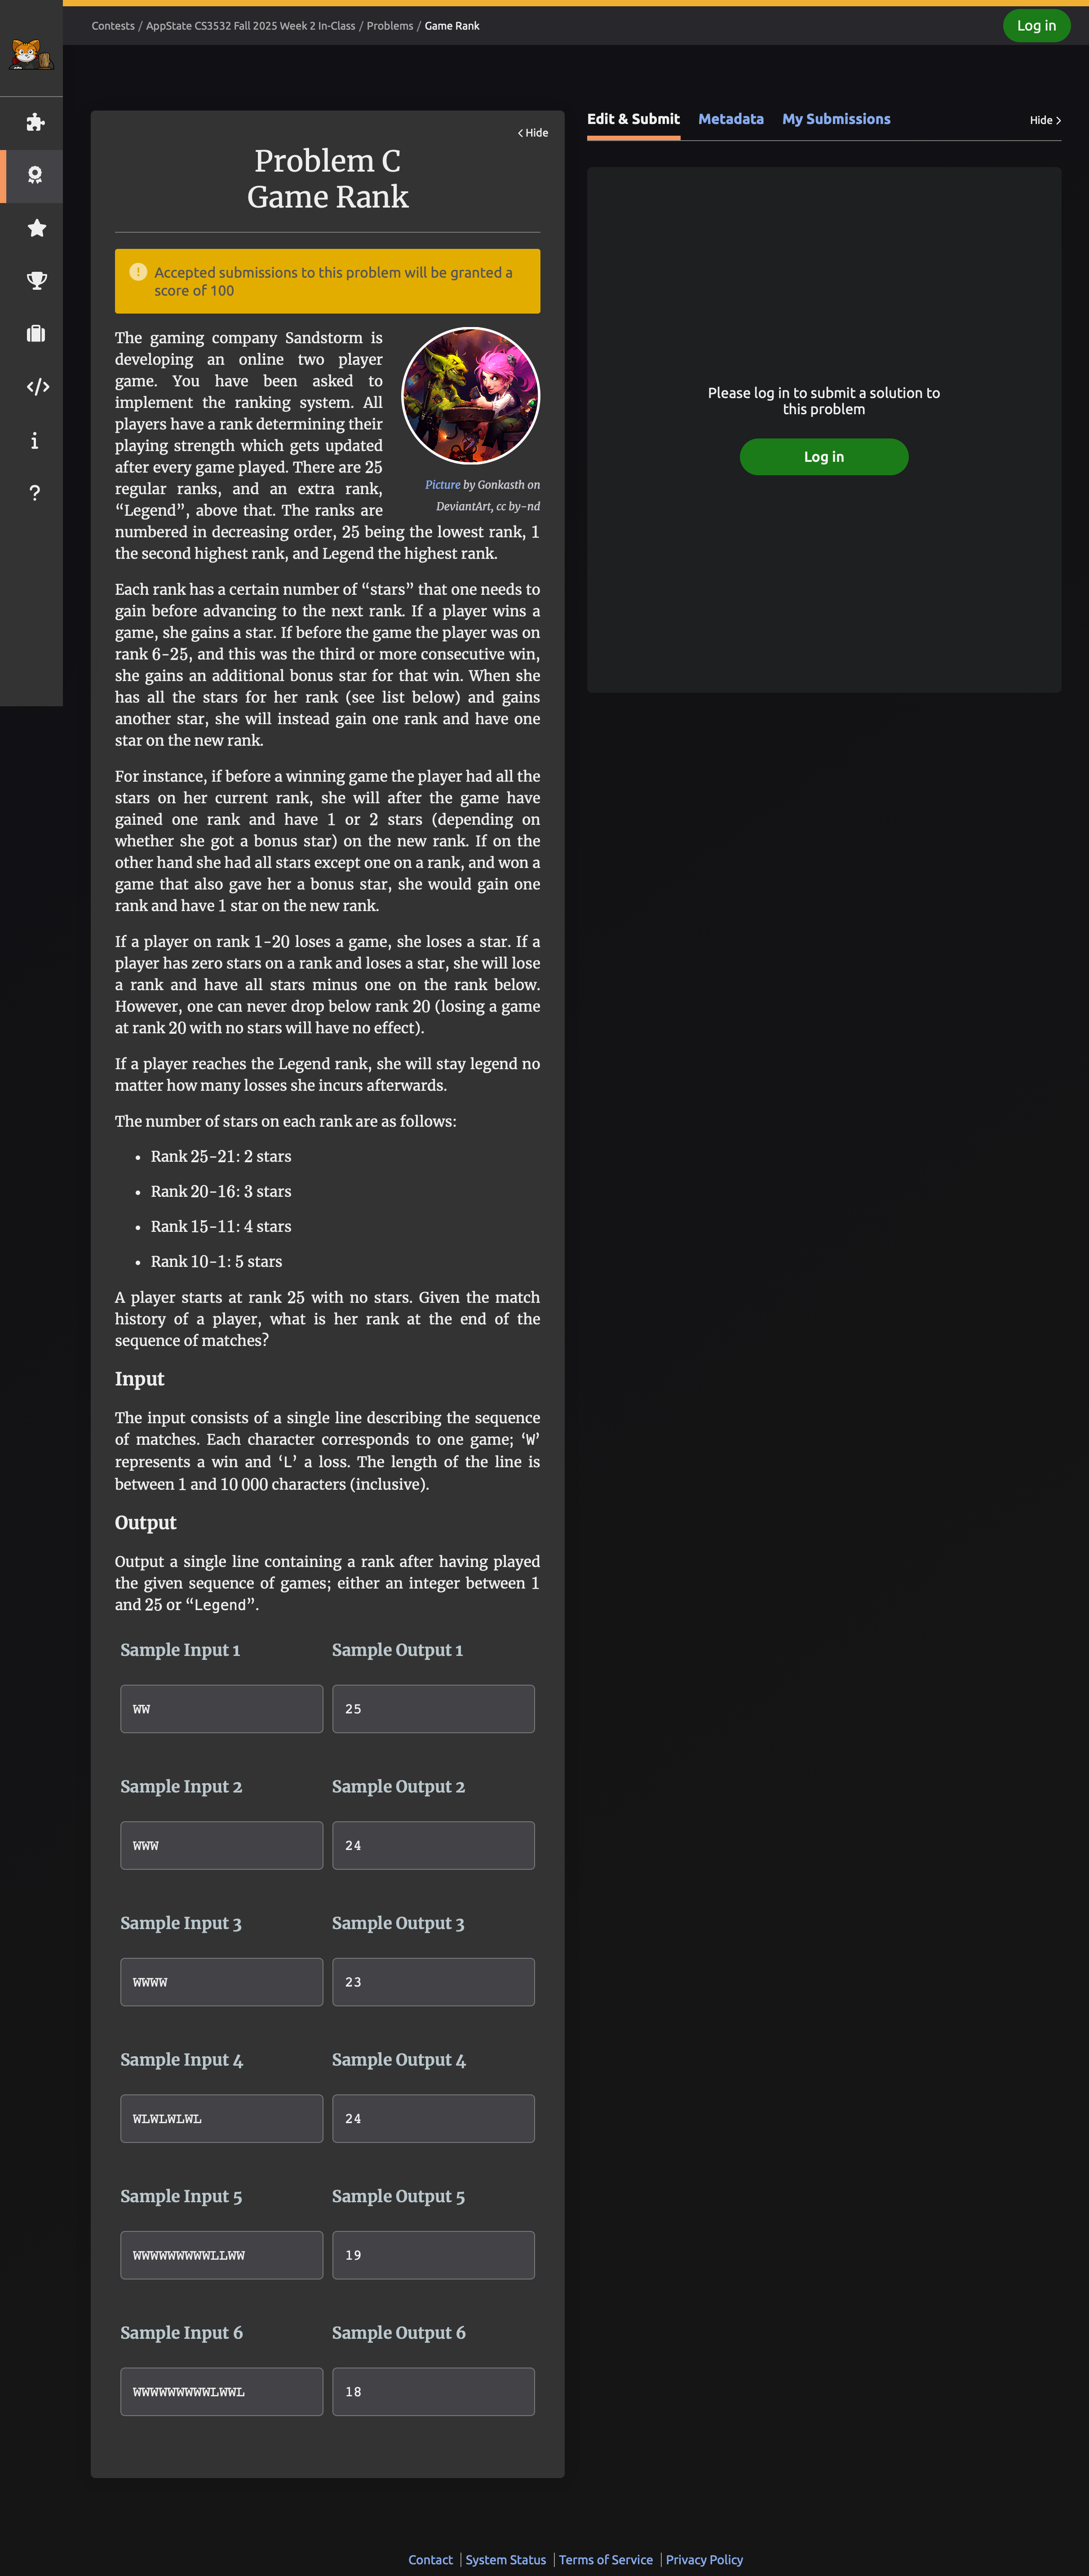 Contests / AppState CS3532 Fall 2025 Week 2 In-Class / Problems / Game Rank
Log in
Hide
Problem C
Game Rank
Accepted submissions to this problem will be granted a
score of 100
The gaming company Sandstorm is
developing an online two player
game. You have been asked to
implement the ranking system. All
players have a rank determining their
playing strength which gets updated
after every game played. There are 25
regular ranks, and an extra rank,
“Legend”, above that. The ranks are
numbered in decreasing order, 25 being the lowest rank, 1
the second highest rank, and Legend the highest rank.
Picture by Gonkasth on
DeviantArt, cc by-nd
Each rank has a certain number of “stars” that one needs to
gain before advancing to the next rank. If a player wins a
game, she gains a star. If before the game the player was on
rank 6-25, and this was the third or more consecutive win,
she gains an additional bonus star for that win. When she
has all the stars for her rank (see list below) and gains
another star, she will instead gain one rank and have one
star on the new rank.
For instance, if before a winning game the player had all the
stars on her current rank, she will after the game have
gained one rank and have 1 or 2 stars (depending on
whether she got a bonus star) on the new rank. If on the
other hand she had all stars except one on a rank, and won a
game that also gave her a bonus star, she would gain one
rank and have 1 star on the new rank.
If a player on rank 1-20 loses a game, she loses a star. If a
player has zero stars on a rank and loses a star, she will lose
a rank and have all stars minus one on the rank below.
However, one can never drop below rank 20 (losing a game
at rank 20 with no stars will have no effect).
If a player reaches the Legend rank, she will stay legend no
matter how many losses she incurs afterwards.
The number of stars on each rank are as follows:
• Rank 25-21: 2 stars
• Rank 20-16: 3 stars
• Rank 15-11: 4 stars
• Rank 10-1: 5 stars
A player starts at rank 25 with no stars. Given the match
history of a player, what is her rank at the end of the
sequence of matches?
Input
The input consists of a single line describing the sequence
of matches. Each character corresponds to one game; ‘W’
represents a win and ‘L’ a loss. The length of the line is
between 1 and 10 000 characters (inclusive).
Output
Output a single line containing a rank after having played
the given sequence of games; either an integer between 1
and 25 or “Legend”.
Sample Input 1 Sample Output 1
WW 25
Sample Input 2 Sample Output 2
WWW 24
Sample Input 3 Sample Output 3
WWWW 23
Sample Input 4 Sample Output 4
WLWLWLWL 24
Sample Input 5 Sample Output 5
WWWWWWWWWLLWW 19
Sample Input 6 Sample Output 6
WWWWWWWWWLWWL 18
Edit & Submit Metadata My Submissions Hide
Please log in to submit a solution to
this problem
Log in
Contact | System Status | Terms of Service | Privacy Policy